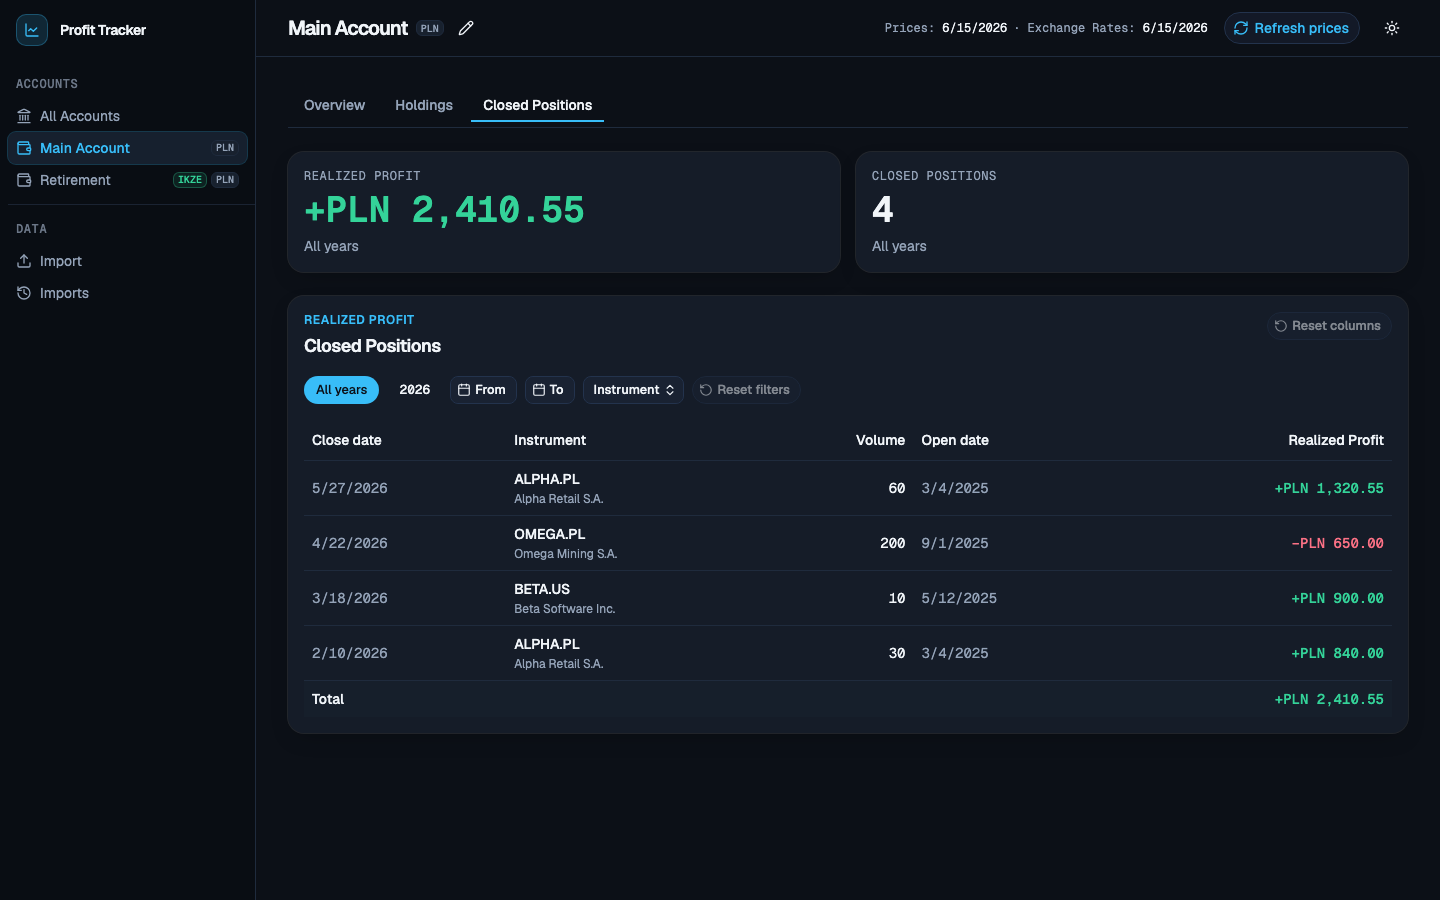 Profit Tracker
Main Account PLN
Prices: 6/15/2026 · Exchange Rates: 6/15/2026
Refresh prices
ACCOUNTS
All Accounts
Main Account PLN
Retirement IKZE PLN
DATA
Import
Imports
Overview Holdings Closed Positions
REALIZED PROFIT
+PLN 2,410.55
All years
CLOSED POSITIONS
4
All years
REALIZED PROFIT
Closed Positions
Reset columns
All years 2026 From To Instrument Reset filters
Close date Instrument Volume Open date Realized Profit
5/27/2026 ALPHA.PL 60 3/4/2025 +PLN 1,320.55
Alpha Retail S.A.
4/22/2026 OMEGA.PL 200 9/1/2025 −PLN 650.00
Omega Mining S.A.
3/18/2026 BETA.US 10 5/12/2025 +PLN 900.00
Beta Software Inc.
2/10/2026 ALPHA.PL 30 3/4/2025 +PLN 840.00
Alpha Retail S.A.
Total +PLN 2,410.55